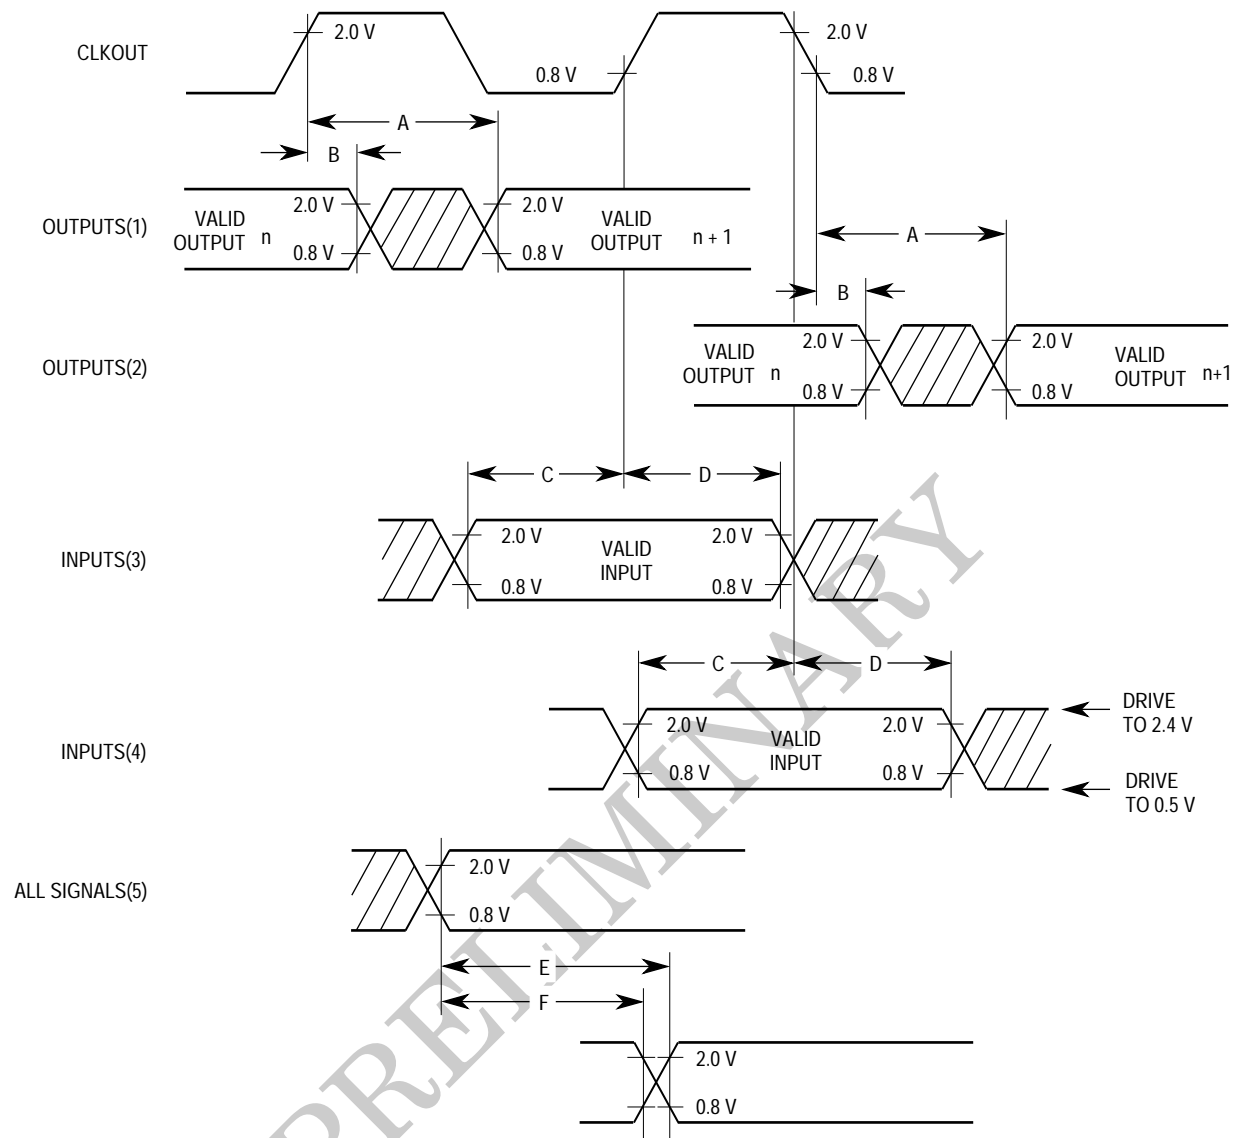 CLKOUT
2.0 V
0.8 V
2.0 V
0.8 V
A
B
OUTPUTS(1)
VALID
OUTPUT n
2.0 V
0.8 V
2.0 V
0.8 V
VALID
OUTPUT n + 1
A
B
OUTPUTS(2)
VALID
OUTPUT n
2.0 V
0.8 V
2.0 V
0.8 V
VALID
OUTPUT n+1
C
D
INPUTS(3)
2.0 V
0.8 V
VALID
INPUT
2.0 V
0.8 V
C
D
INPUTS(4)
2.0 V
0.8 V
VALID
INPUT
2.0 V
0.8 V
DRIVE
TO 2.4 V
DRIVE
TO 0.5 V
ALL SIGNALS(5)
2.0 V
0.8 V
E
F
2.0 V
0.8 V
PRELIMINARY